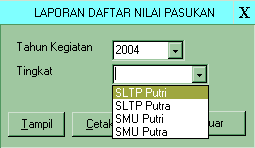 LAPORAN DAFTAR NILAI PASUKAN X
Tahun Kegiatan 2004
Tingkat
SLTP Putri
SLTP Putra
SMU Putri
SMU Putra
Tampil Cetak uar